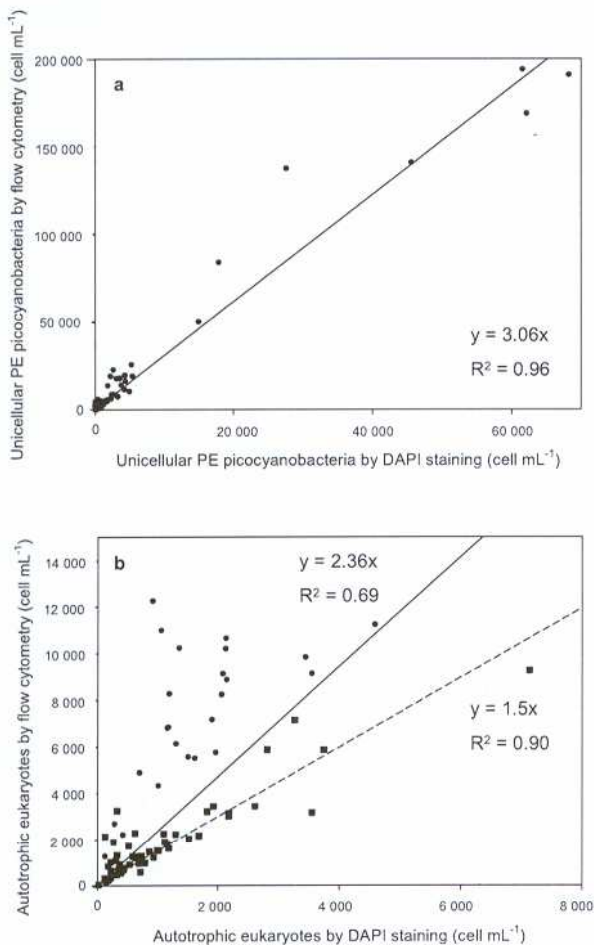 Unicellular PE picocyanobacteria by flow cytometry (cell mL⁻¹)
200 000
150 000
100 000
50 000
0
a
y = 3.06x
R² = 0.96
0
20 000
40 000
60 000
Unicellular PE picocyanobacteria by DAPI staining (cell mL⁻¹)
Autotrophic eukaryotes by flow cytometry (cell mL⁻¹)
14 000
12 000
10 000
8 000
6 000
4 000
2 000
0
b
y = 2.36x
R² = 0.69
y = 1.5x
R² = 0.90
0
2 000
4 000
6 000
8 000
Autotrophic eukaryotes by DAPI staining (cell mL⁻¹)